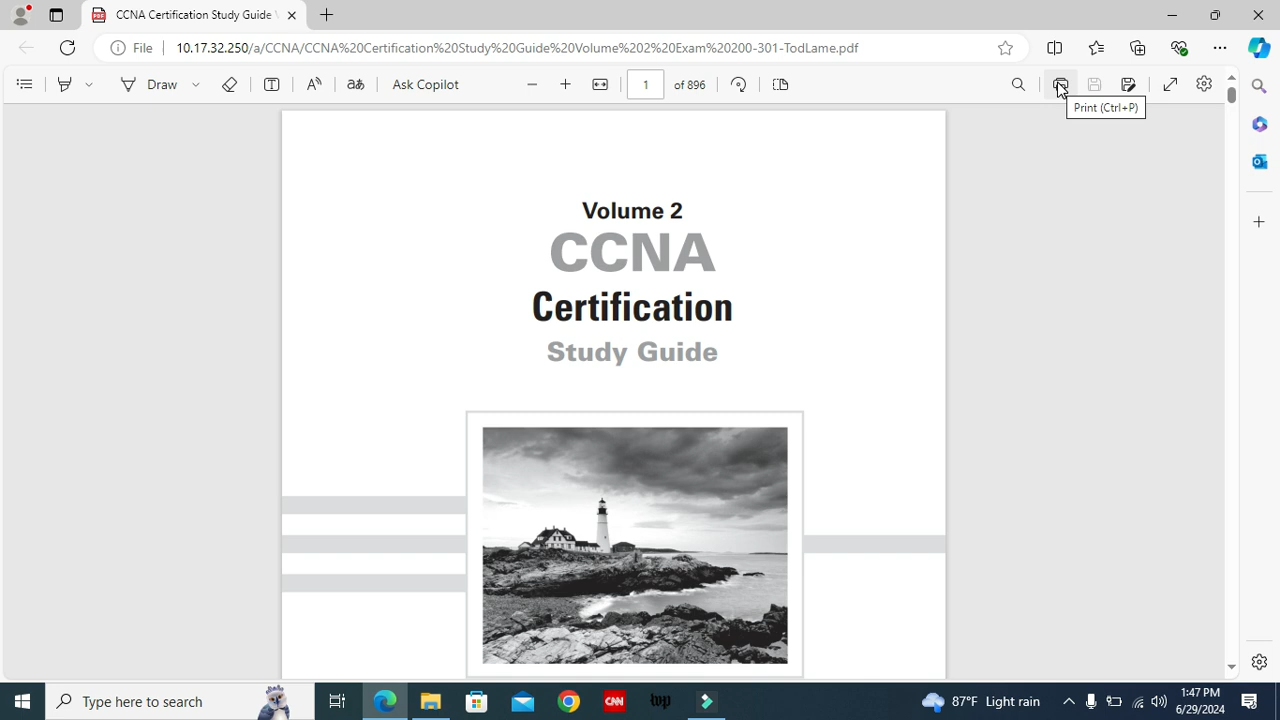 CCNA Certification Study Guide V
File
10.17.32.250/a/CCNA/CCNA%20Certification%20Study%20Guide%20Volume%202%20Exam%20200-301-TodLame.pdf
Draw
Ask Copilot
1 of 896
Print (Ctrl+P)
Volume 2
CCNA
Certification
Study Guide
Type here to search
CNN
wp
87°F Light rain
1:47 PM
6/29/2024